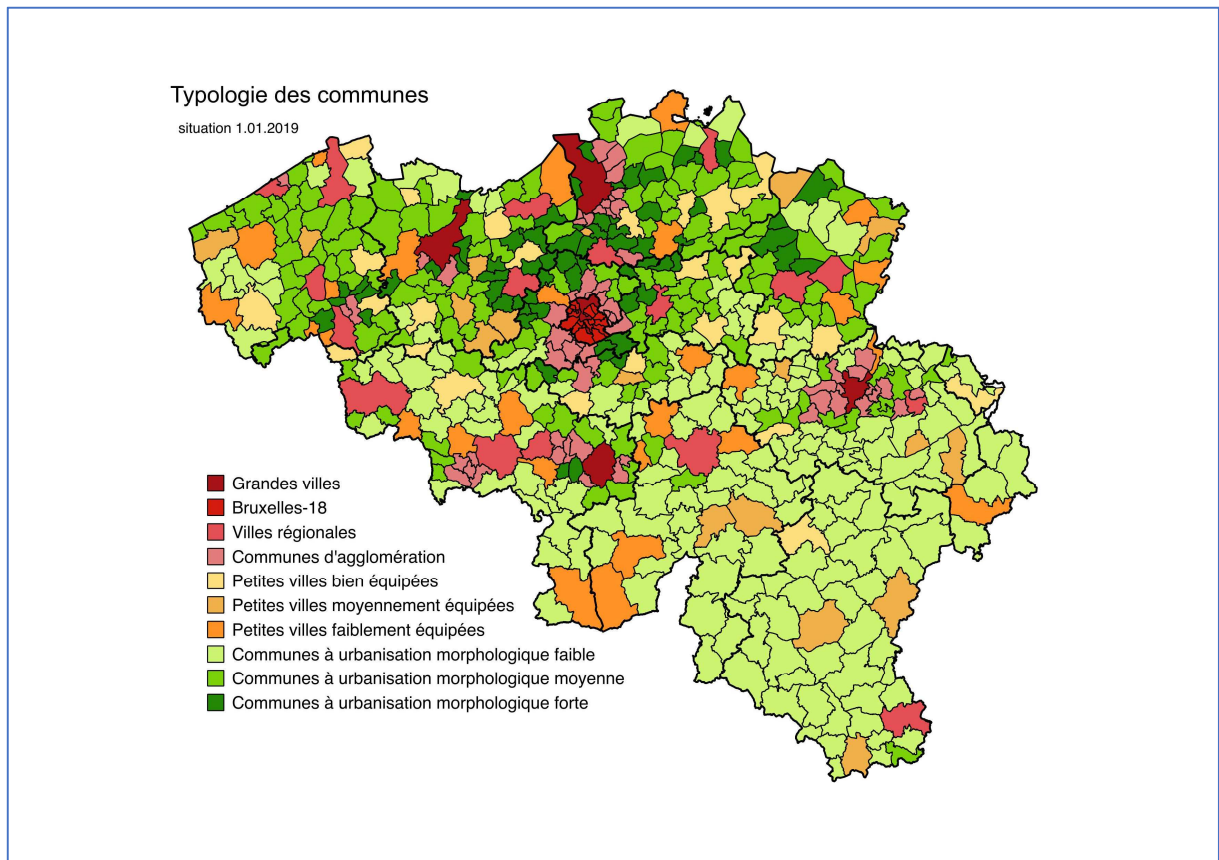 Typologie des communes
situation 1.01.2019
Grandes villes
Bruxelles-18
Villes régionales
Communes d'agglomération
Petites villes bien équipées
Petites villes moyennement équipées
Petites villes faiblement équipées
Communes à urbanisation morphologique faible
Communes à urbanisation morphologique moyenne
Communes à urbanisation morphologique forte